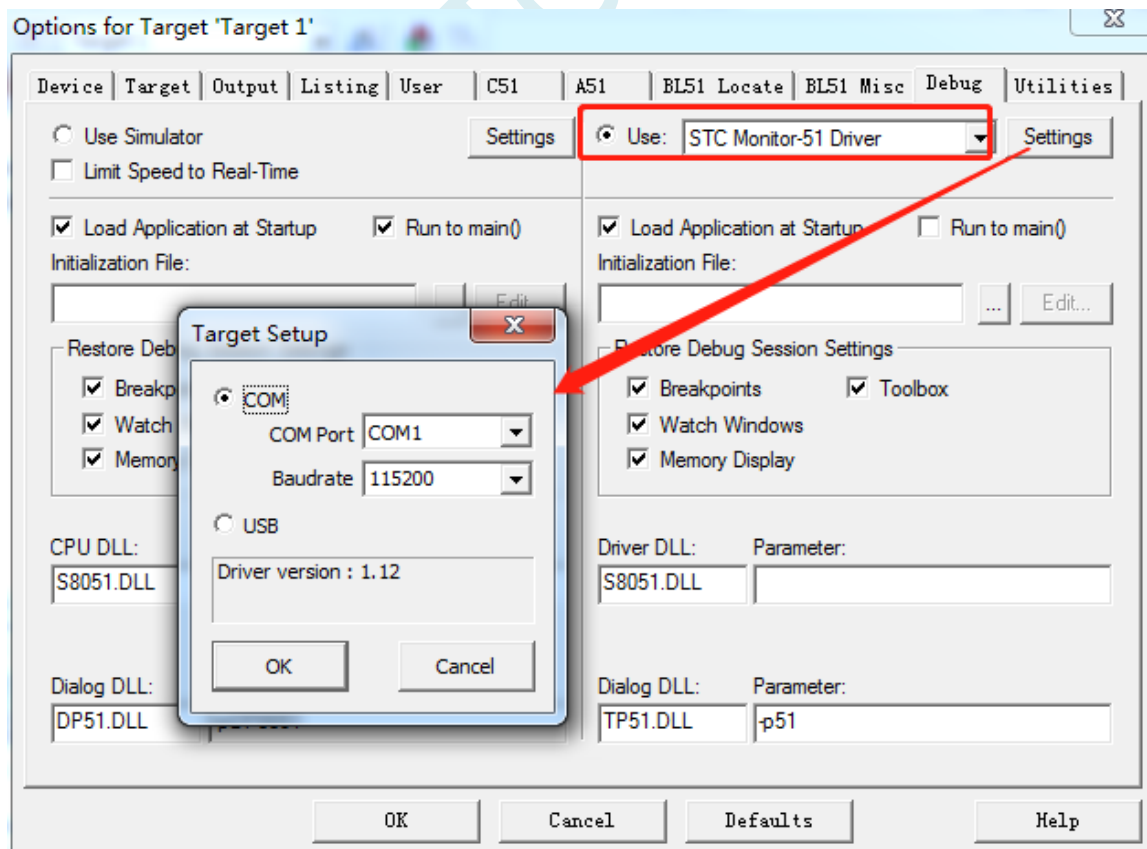 Options for Target 'Target 1'
Device Target Output Listing User C51 A51 BL51 Locate BL51 Misc Debug Utilities
Use Simulator Settings Use: STC Monitor-51 Driver Settings
Limit Speed to Real-Time
Load Application at Startup Run to main() Load Application at Startup Run to main()
Initialization File: Initialization File:
... Edit...
Target Setup
Restore Deb Restore Debug Session Settings
Breakp Breakpoints Toolbox
COM
Watch Watch Windows
COM Port COM1
Memory Memory Display
Baudrate 115200
USB
CPU DLL: Driver DLL: Parameter:
Driver version : 1.12
S8051.DLL S8051.DLL
OK Cancel
Dialog DLL: Dialog DLL: Parameter:
DP51.DLL TP51.DLL -p51
OK Cancel Defaults Help